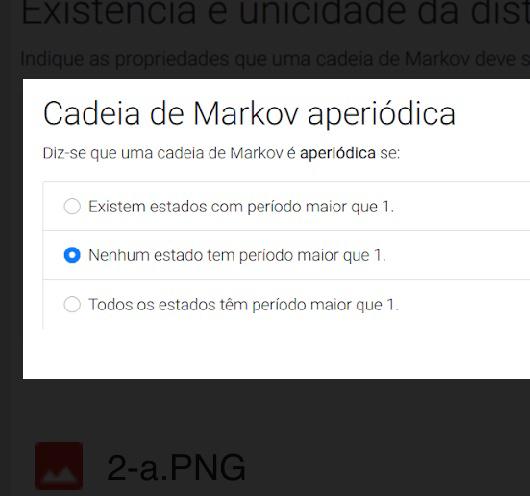 Existência e unicidade da dist
Indique as propriedades que uma cadeia de Markov deve s
Cadeia de Markov aperiódica
Diz-se que uma cadeia de Markov é aperiódica se:
Existem estados com período maior que 1.
Nenhum estado tem período maior que 1.
Todos os estados têm período maior que 1.
2-a.PNG